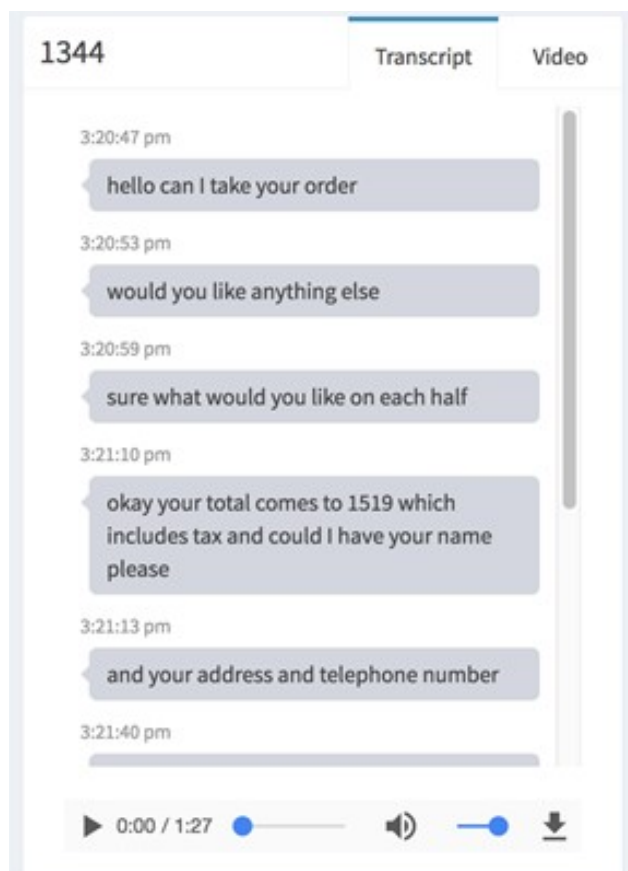 1344
Transcript
Video
3:20:47 pm
hello can I take your order
3:20:53 pm
would you like anything else
3:20:59 pm
sure what would you like on each half
3:21:10 pm
okay your total comes to 1519 which
includes tax and could I have your name
please
3:21:13 pm
and your address and telephone number
3:21:40 pm
0:00 / 1:27